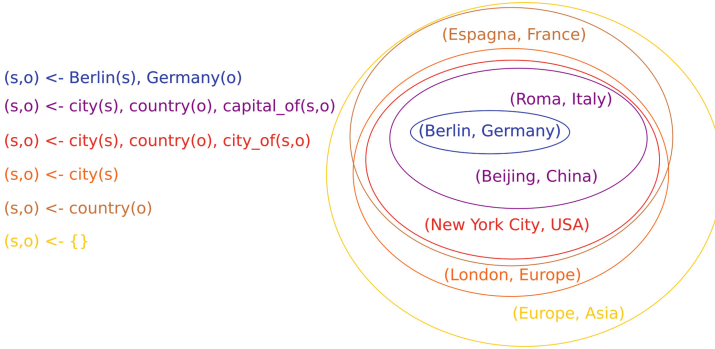 (s,o) <- Berlin(s), Germany(o)
(s,o) <- city(s), country(o), capital_of(s,o)
(s,o) <- city(s), country(o), city_of(s,o)
(s,o) <- city(s)
(s,o) <- country(o)
(s,o) <- {}
(Espagna, France)
(Roma, Italy)
(Berlin, Germany)
(Beijing, China)
(New York City, USA)
(London, Europe)
(Europe, Asia)